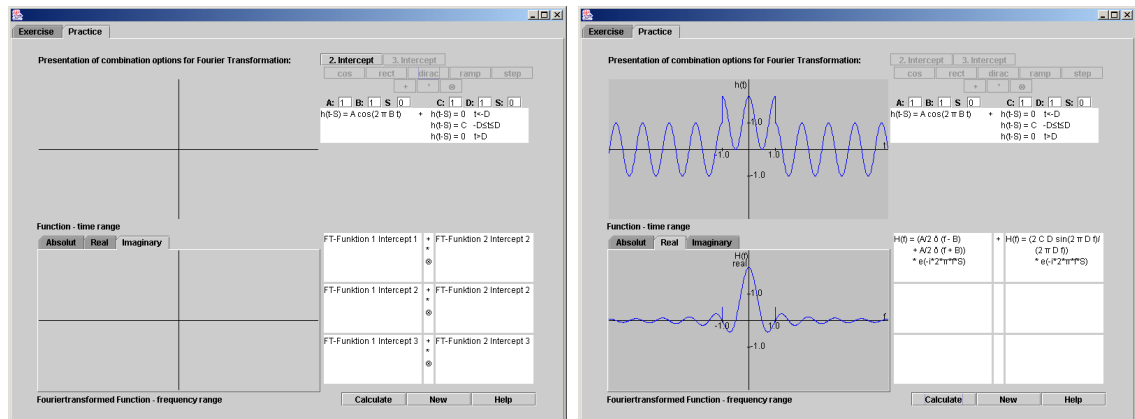 Exercise Practice
Presentation of combination options for Fourier Transformation:
2. Intercept 3. Intercept
cos rect dirac ramp step
+ * ⊗
A: 1 B: 1 S 0 C: 1 D: 1 S: 0
h(t-S) = A cos(2 π B t) + h(t-S) = 0 t<-D
h(t-S) = C -D≤t≤D
h(t-S) = 0 t>D
Function - time range
Absolut Real Imaginary
FT-Funktion 1 Intercept 1 + FT-Funktion 2 Intercept 2
*
⊗
FT-Funktion 1 Intercept 2 + FT-Funktion 2 Intercept 2
*
⊗
FT-Funktion 1 Intercept 3 + FT-Funktion 2 Intercept 3
*
⊗
Fouriertransformed Function - frequency range
Calculate New Help
Exercise Practice
Presentation of combination options for Fourier Transformation:
2. Intercept 3. Intercept
cos rect dirac ramp step
+ * ⊗
A: 1 B: 1 S 0 C: 1 D: 1 S: 0
h(t-S) = A cos(2 π B t) + h(t-S) = 0 t<-D
h(t-S) = C -D≤t≤D
h(t-S) = 0 t>D
h(t)
1.0
-1.0 1.0 t
-1.0
Function - time range
Absolut Real Imaginary
H(f) = (A/2 δ (f - B) + H(f) = (2 C D sin(2 π D f)/
+ A/2 δ (f + B)) (2 π D f))
* e(-i*2*π*f*S) * e(-i*2*π*f*S)
H(f)
real
1.0
-1.0 1.0 f
-1.0
Fouriertransformed Function - frequency range
Calculate New Help